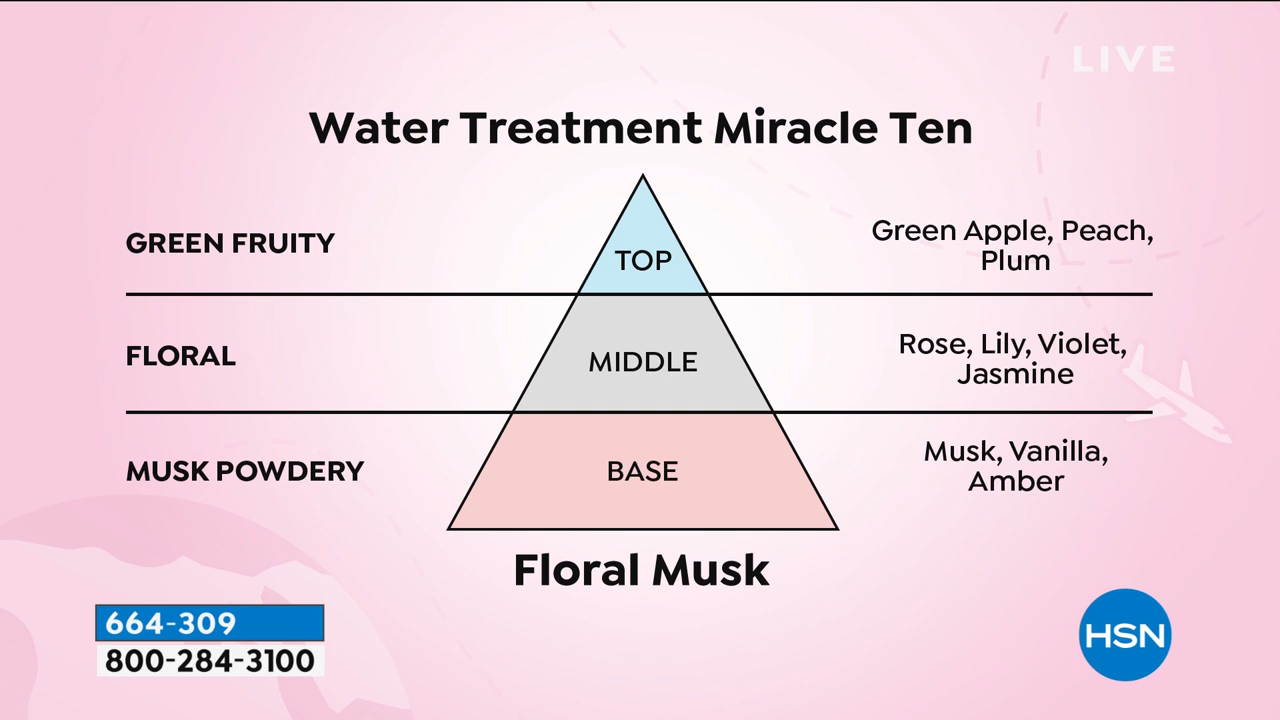 LIVE
Water Treatment Miracle Ten
GREEN FRUITY
TOP
Green Apple, Peach,
Plum
FLORAL
MIDDLE
Rose, Lily, Violet,
Jasmine
MUSK POWDERY
BASE
Musk, Vanilla,
Amber
Floral Musk
664-309
800-284-3100
HSN